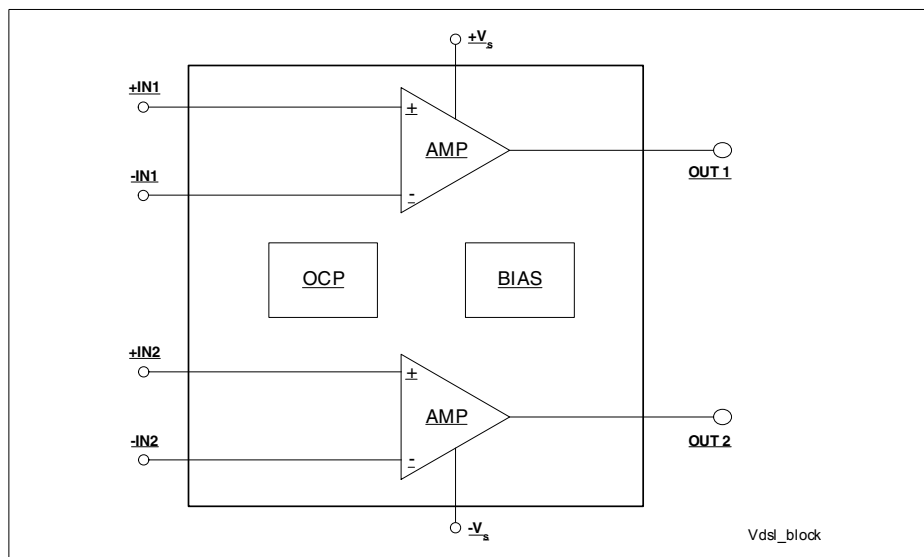 +Vs
+IN1
+
AMP
-IN1
-
OUT 1
OCP
BIAS
+IN2
+
AMP
-IN2
-
OUT 2
-Vs
Vdsl_block